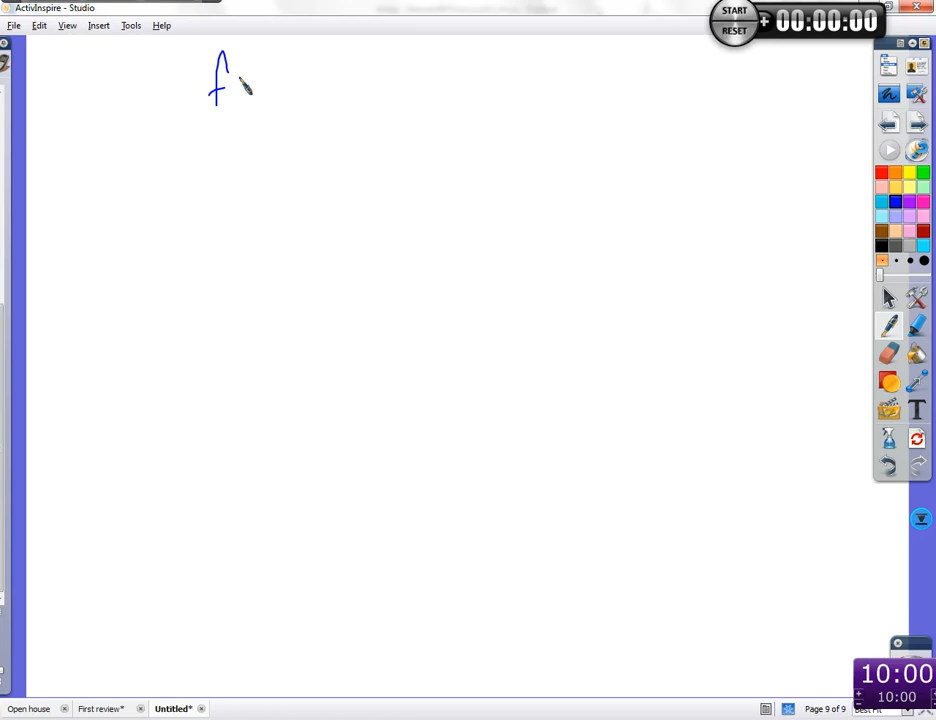 ActivInspire - Studio
START
RESET
00:00:00
File Edit View Insert Tools Help
f
10:00
10:00
Open house First review* Untitled* Page 9 of 9 Best Fit